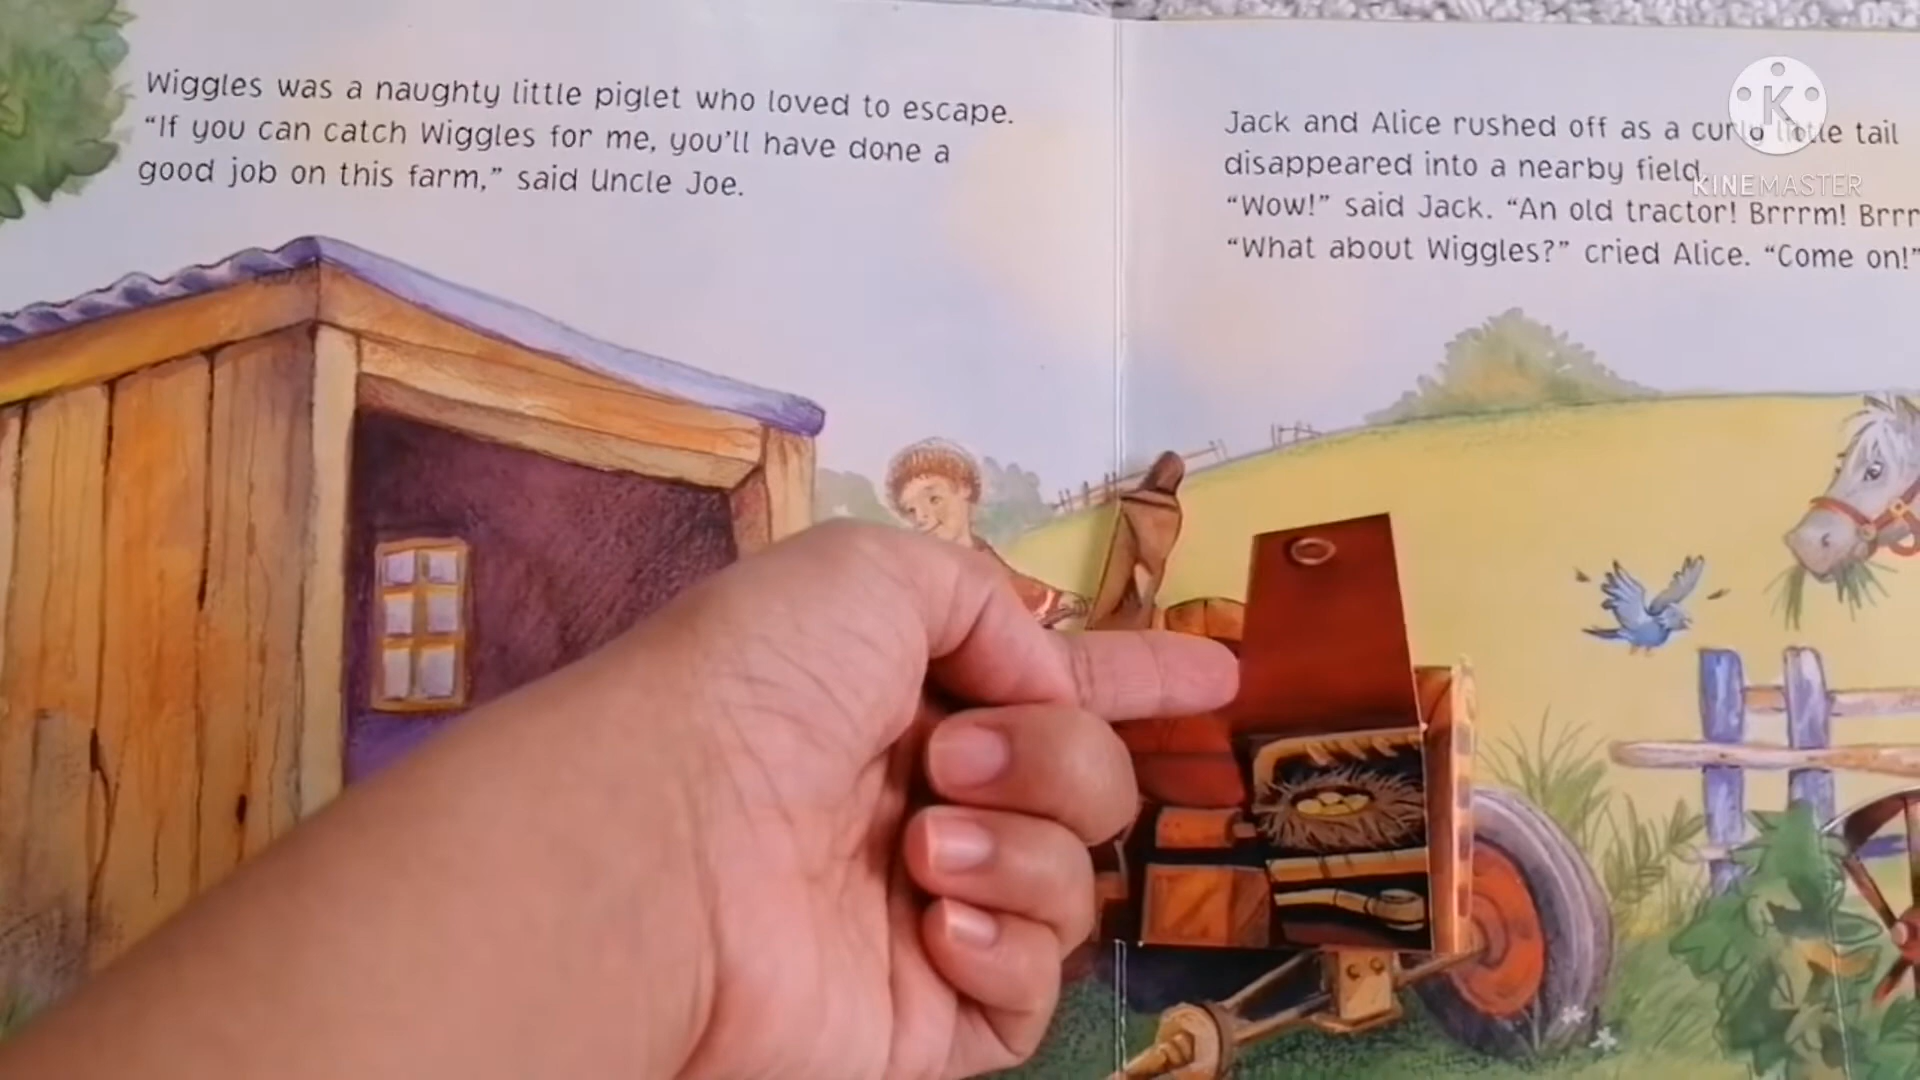 Wiggles was a naughty little piglet who loved to escape.
“If you can catch Wiggles for me, you’ll have done a
good job on this farm,” said Uncle Joe.
Jack and Alice rushed off as a curly little tail
disappeared into a nearby field.
“Wow!” said Jack. “An old tractor! Brrrm! Brrr
“What about Wiggles?” cried Alice. “Come on!”
K
KINEMASTER